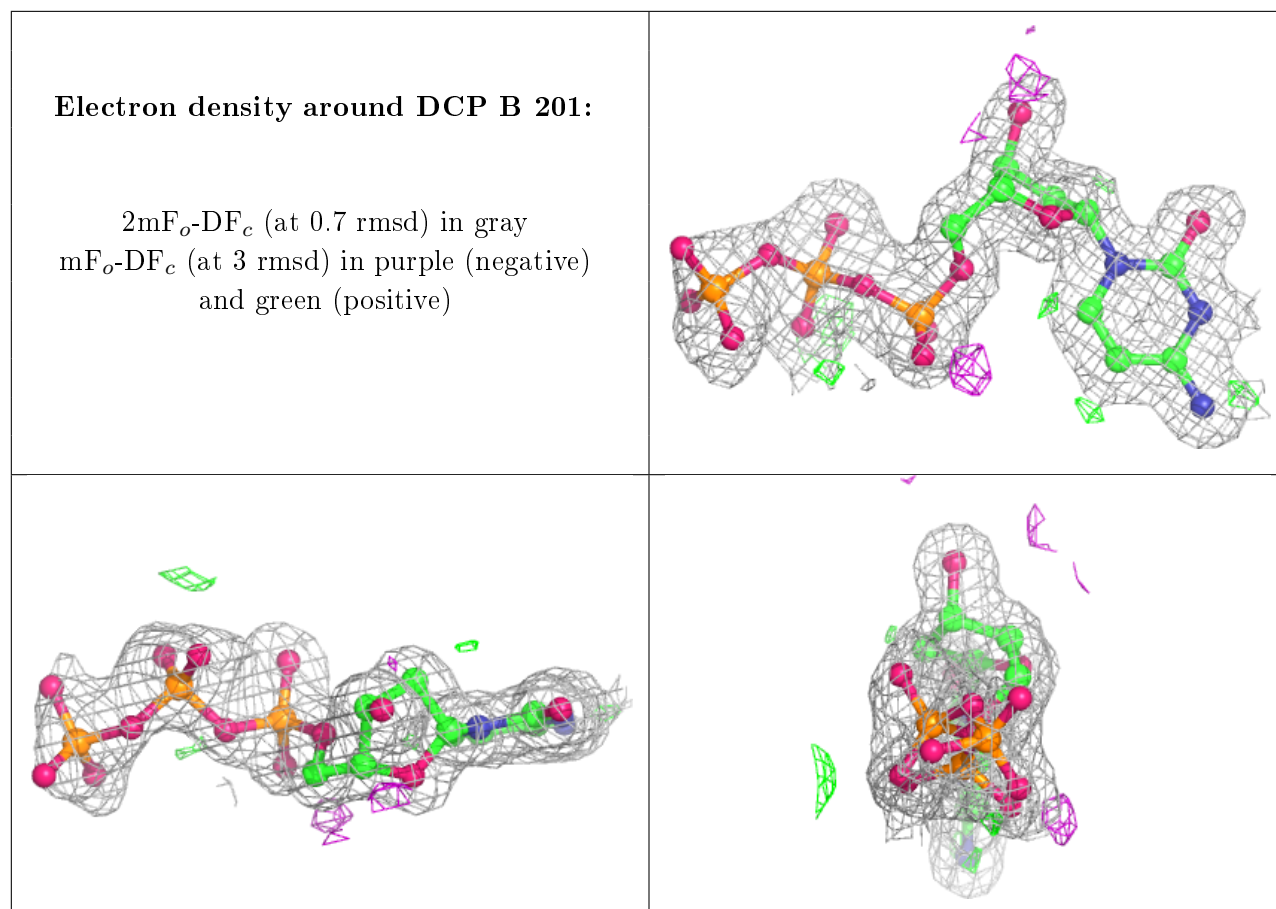 Electron density around DCP B 201:
2mFₒ-DF𝒸 (at 0.7 rmsd) in gray
mFₒ-DF𝒸 (at 3 rmsd) in purple (negative)
and green (positive)